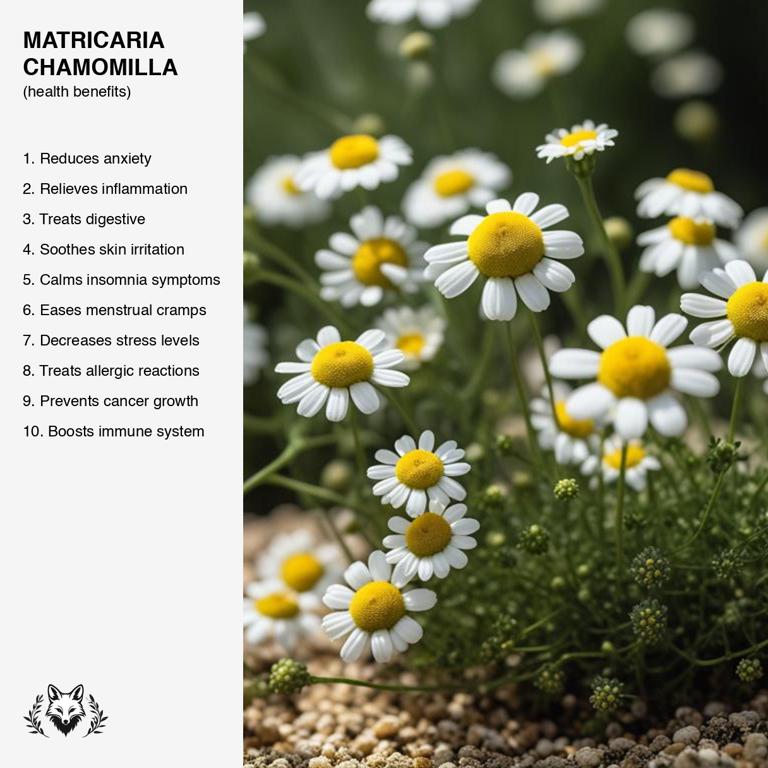 MATRICARIA
CHAMOMILLA
(health benefits)
1. Reduces anxiety
2. Relieves inflammation
3. Treats digestive
4. Soothes skin irritation
5. Calms insomnia symptoms
6. Eases menstrual cramps
7. Decreases stress levels
8. Treats allergic reactions
9. Prevents cancer growth
10. Boosts immune system